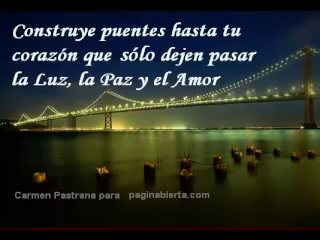 Construye puentes hasta tu
corazón que sólo dejen pasar
la Luz, la Paz y el Amor
Carmen Pastrana para paginabierta.com